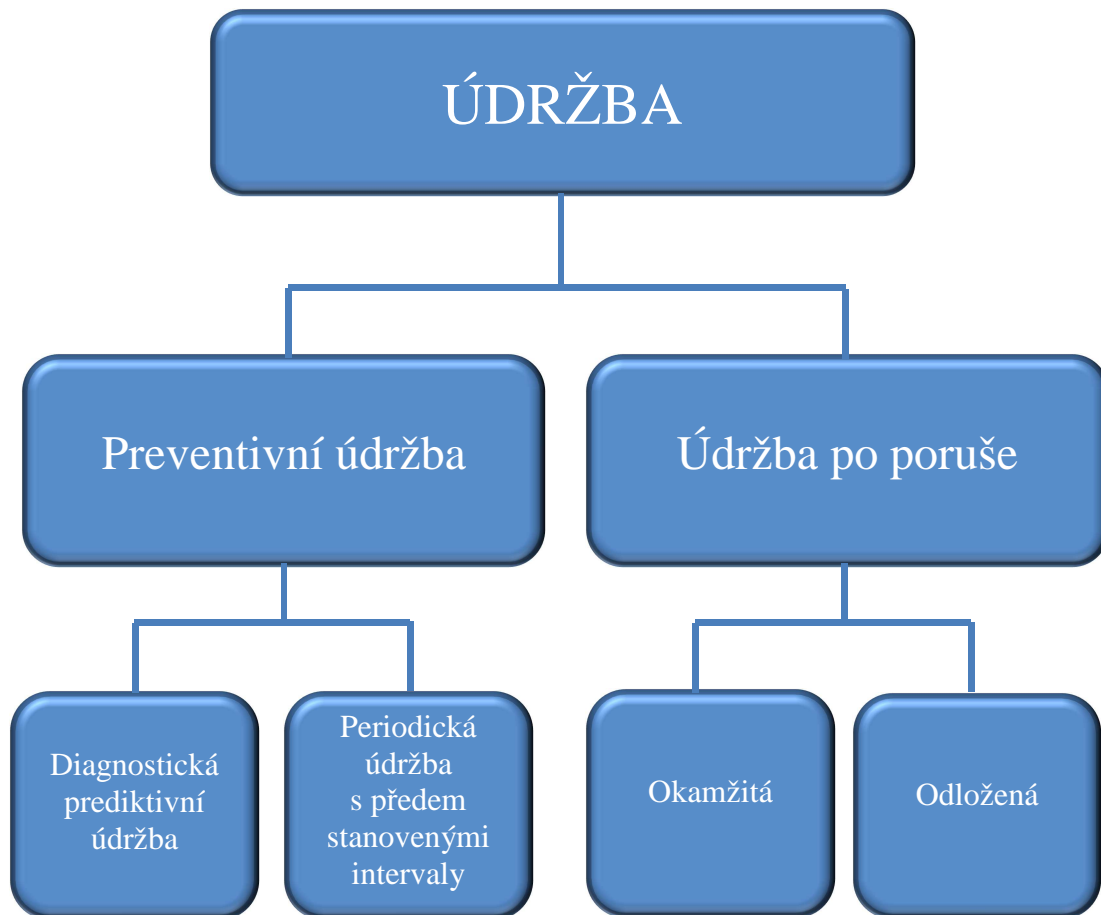 ÚDRŽBA
Preventivní údržba
Údržba po poruše
Diagnostická
prediktivní
údržba
Periodická
údržba
s předem
stanovenými
intervaly
Okamžitá
Odložená